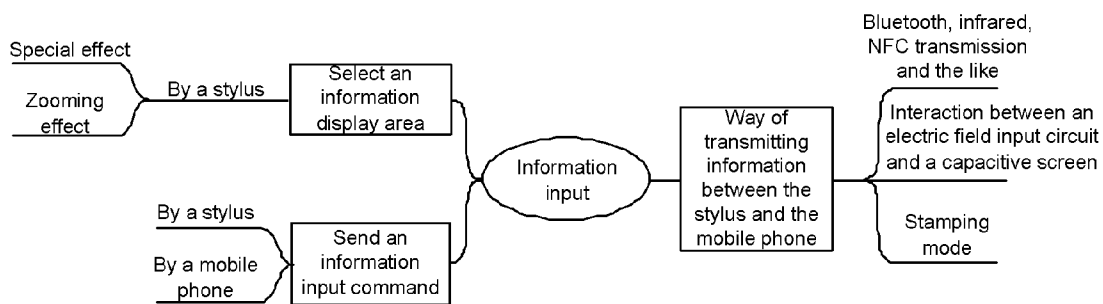 Special effect
Zooming
effect
By a stylus
Select an
information
display area
By a stylus
By a mobile
phone
Send an
information
input command
Information
input
Way of
transmitting
information
between the
stylus and the
mobile phone
Bluetooth, infrared,
NFC transmission
and the like
Interaction between an
electric field input circuit
and a capacitive screen
Stamping
mode